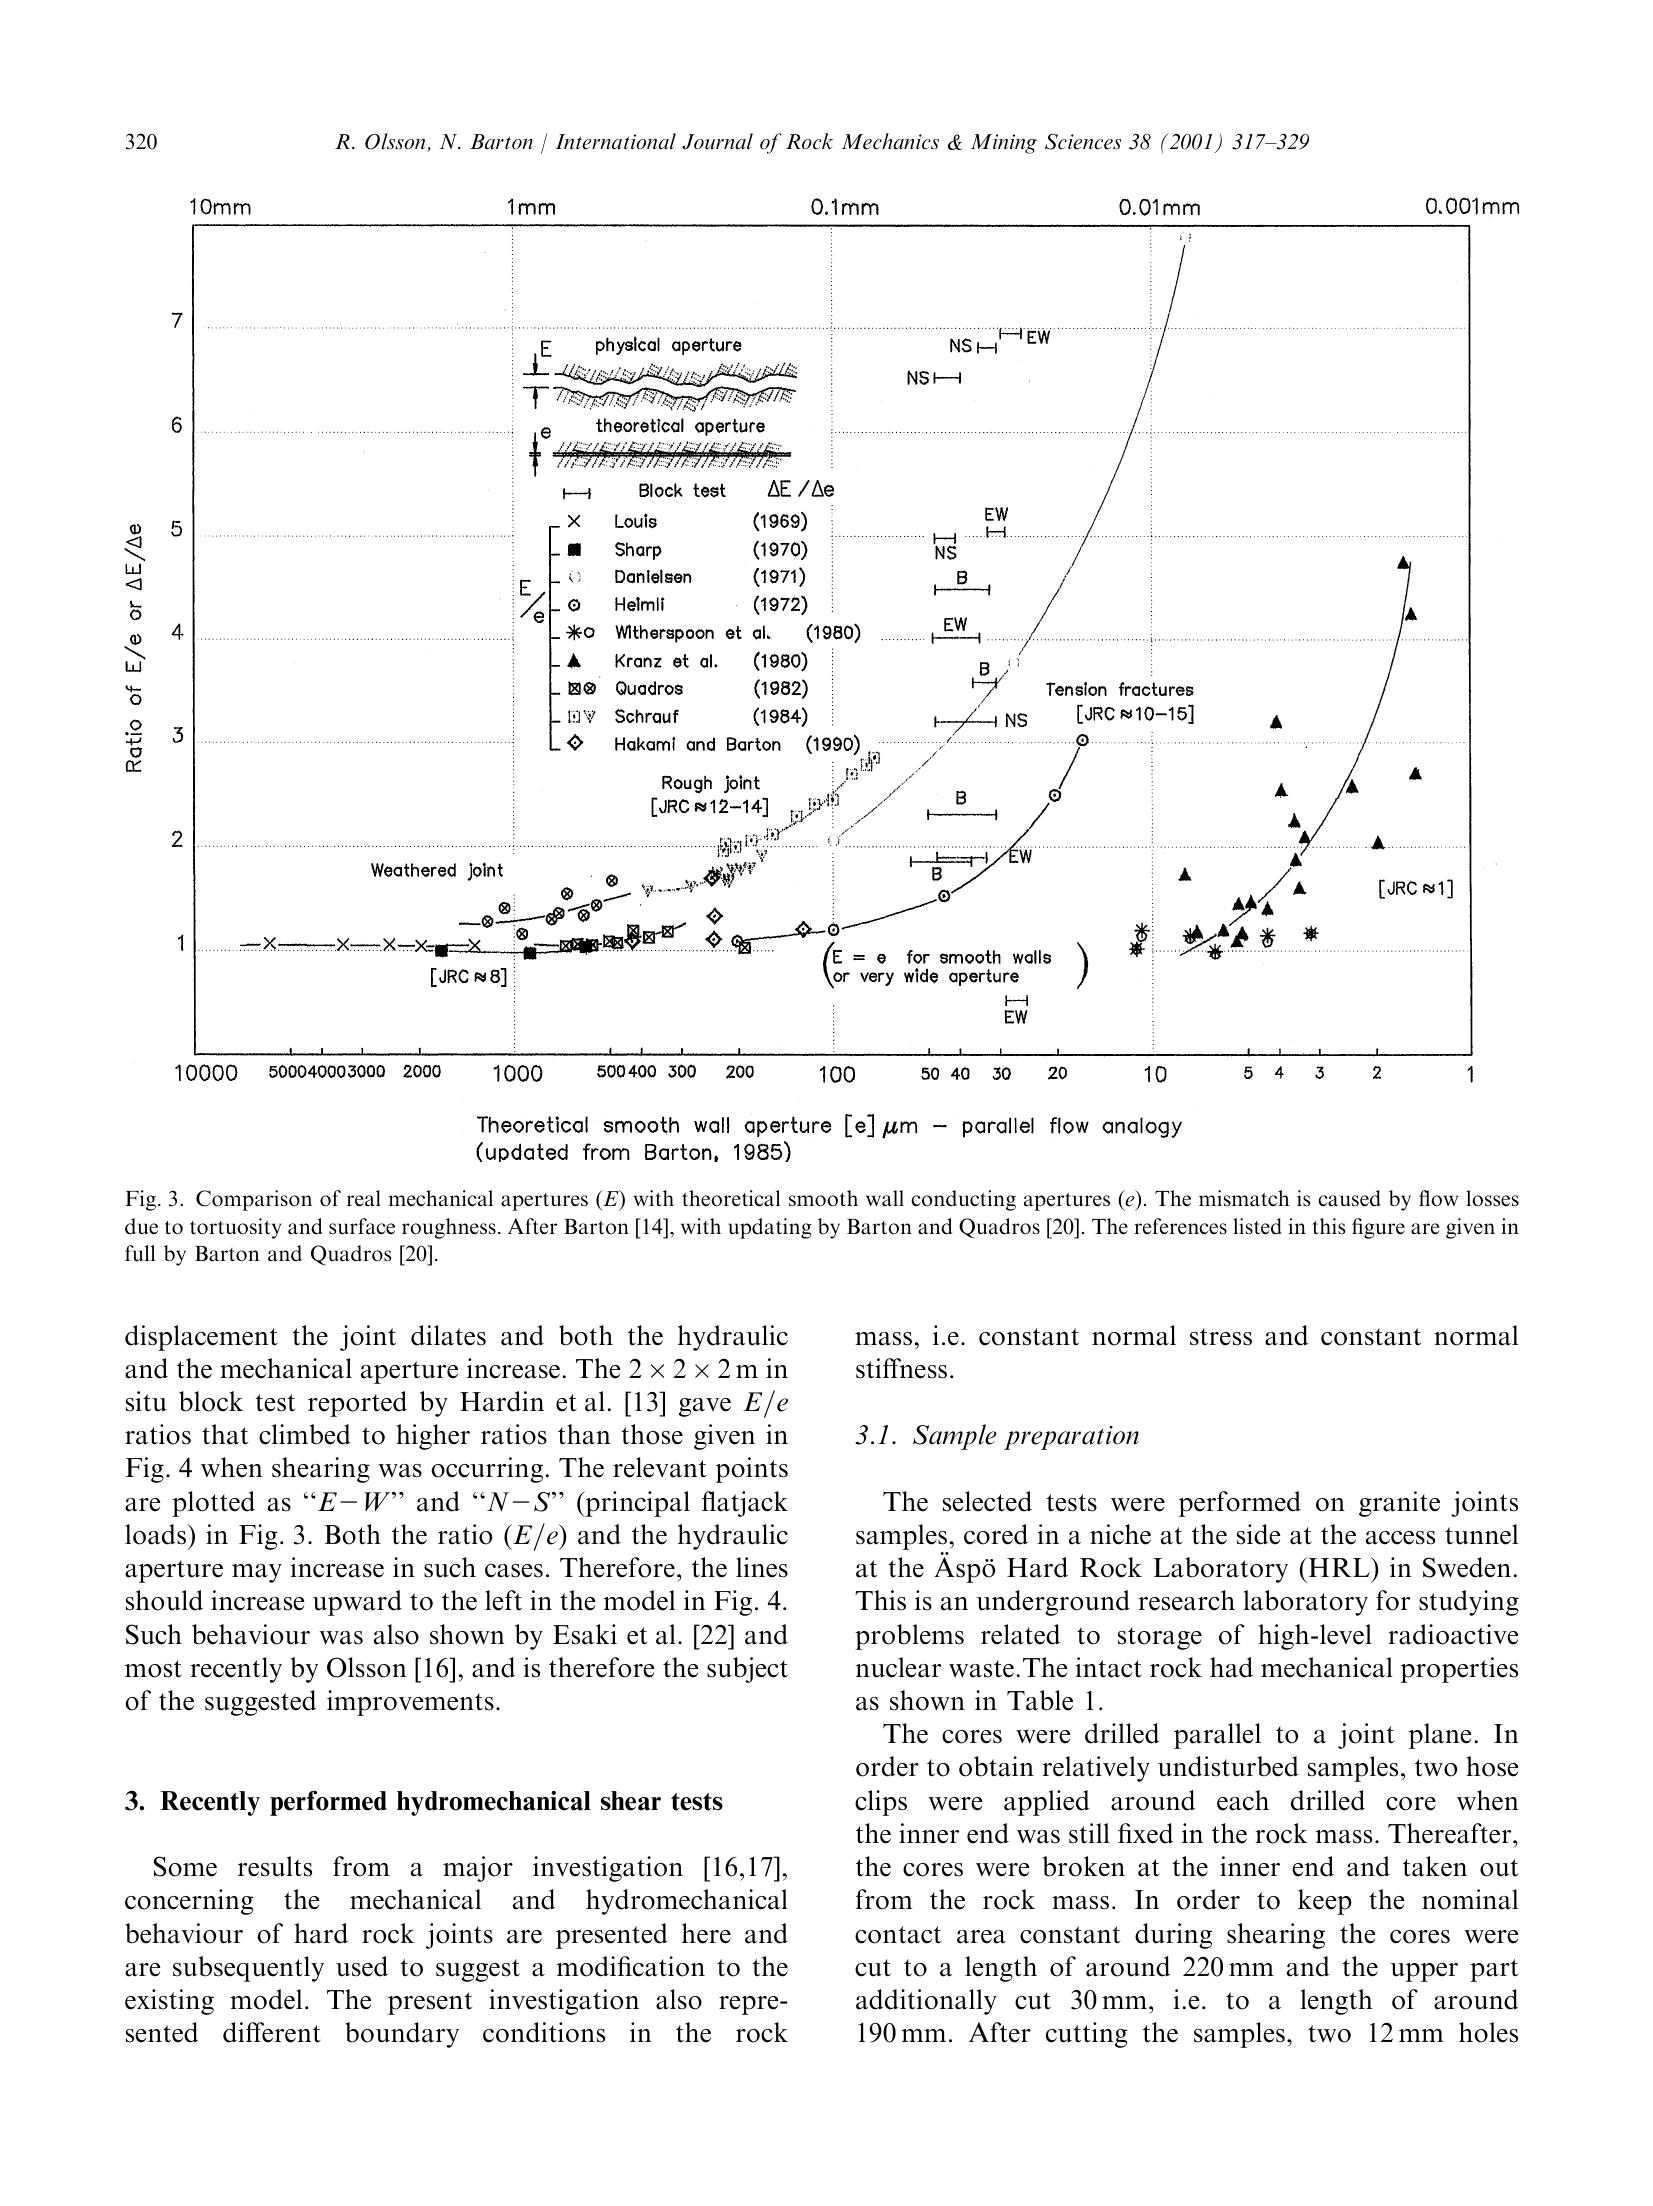 320
R. Olsson, N. Barton / International Journal of Rock Mechanics & Mining Sciences 38 (2001) 317–329
10mm 1mm 0.1mm 0.01mm 0.001mm
Ratio of E/e or ΔE/Δe
7
6
5
4
3
2
1
E physical aperture
e theoretical aperture
Block test ΔE/Δe
E/e
Louis (1969)
Sharp (1970)
Danielsen (1971)
Heimli (1972)
Witherspoon et al. (1980)
Kranz et al. (1980)
Quadros (1982)
Schrauf (1984)
Hakami and Barton (1990)
NS EW
NS
EW
NS
B
EW
B
NS
B
EW
B
EW
Tension fractures
[JRC≈10–15]
Rough joint
[JRC≈12–14]
Weathered joint
[JRC≈8]
[JRC≈1]
(E = e for smooth walls
or very wide aperture)
10000 5000 4000 3000 2000 1000 500 400 300 200 100 50 40 30 20 10 5 4 3 2 1
Theoretical smooth wall aperture [e] μm – parallel flow analogy
(updated from Barton, 1985)
Fig. 3. Comparison of real mechanical apertures (E) with theoretical smooth wall conducting apertures (e). The mismatch is caused by flow losses
due to tortuosity and surface roughness. After Barton [14], with updating by Barton and Quadros [20]. The references listed in this figure are given in
full by Barton and Quadros [20].
displacement the joint dilates and both the hydraulic
and the mechanical aperture increase. The 2 × 2 × 2 m in
situ block test reported by Hardin et al. [13] gave E/e
ratios that climbed to higher ratios than those given in
Fig. 4 when shearing was occurring. The relevant points
are plotted as “E−W” and “N−S” (principal flatjack
loads) in Fig. 3. Both the ratio (E/e) and the hydraulic
aperture may increase in such cases. Therefore, the lines
should increase upward to the left in the model in Fig. 4.
Such behaviour was also shown by Esaki et al. [22] and
most recently by Olsson [16], and is therefore the subject
of the suggested improvements.
3. Recently performed hydromechanical shear tests
Some results from a major investigation [16,17],
concerning the mechanical and hydromechanical
behaviour of hard rock joints are presented here and
are subsequently used to suggest a modification to the
existing model. The present investigation also repre-
sented different boundary conditions in the rock
mass, i.e. constant normal stress and constant normal
stiffness.
3.1. Sample preparation
The selected tests were performed on granite joints
samples, cored in a niche at the side at the access tunnel
at the Äspö Hard Rock Laboratory (HRL) in Sweden.
This is an underground research laboratory for studying
problems related to storage of high-level radioactive
nuclear waste.The intact rock had mechanical properties
as shown in Table 1.
The cores were drilled parallel to a joint plane. In
order to obtain relatively undisturbed samples, two hose
clips were applied around each drilled core when
the inner end was still fixed in the rock mass. Thereafter,
the cores were broken at the inner end and taken out
from the rock mass. In order to keep the nominal
contact area constant during shearing the cores were
cut to a length of around 220 mm and the upper part
additionally cut 30 mm, i.e. to a length of around
190 mm. After cutting the samples, two 12 mm holes